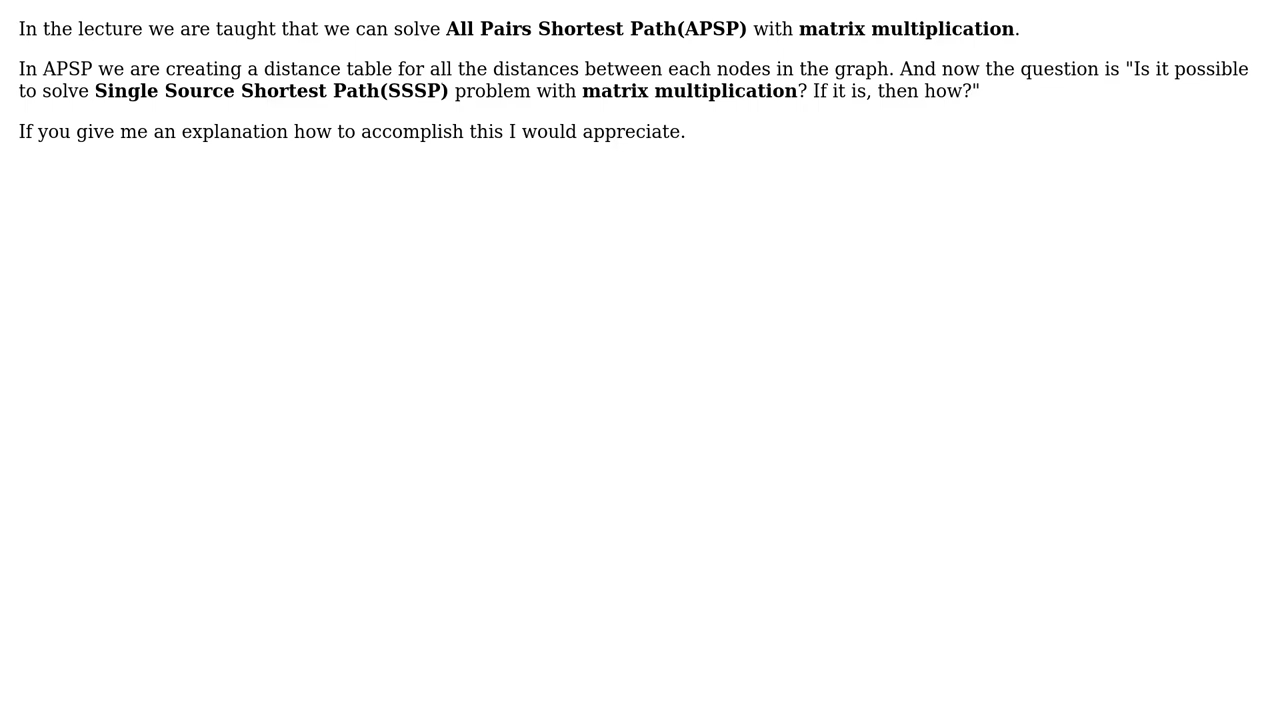 In the lecture we are taught that we can solve All Pairs Shortest Path(APSP) with matrix multiplication.
In APSP we are creating a distance table for all the distances between each nodes in the graph. And now the question is "Is it possible
to solve Single Source Shortest Path(SSSP) problem with matrix multiplication? If it is, then how?"
If you give me an explanation how to accomplish this I would appreciate.